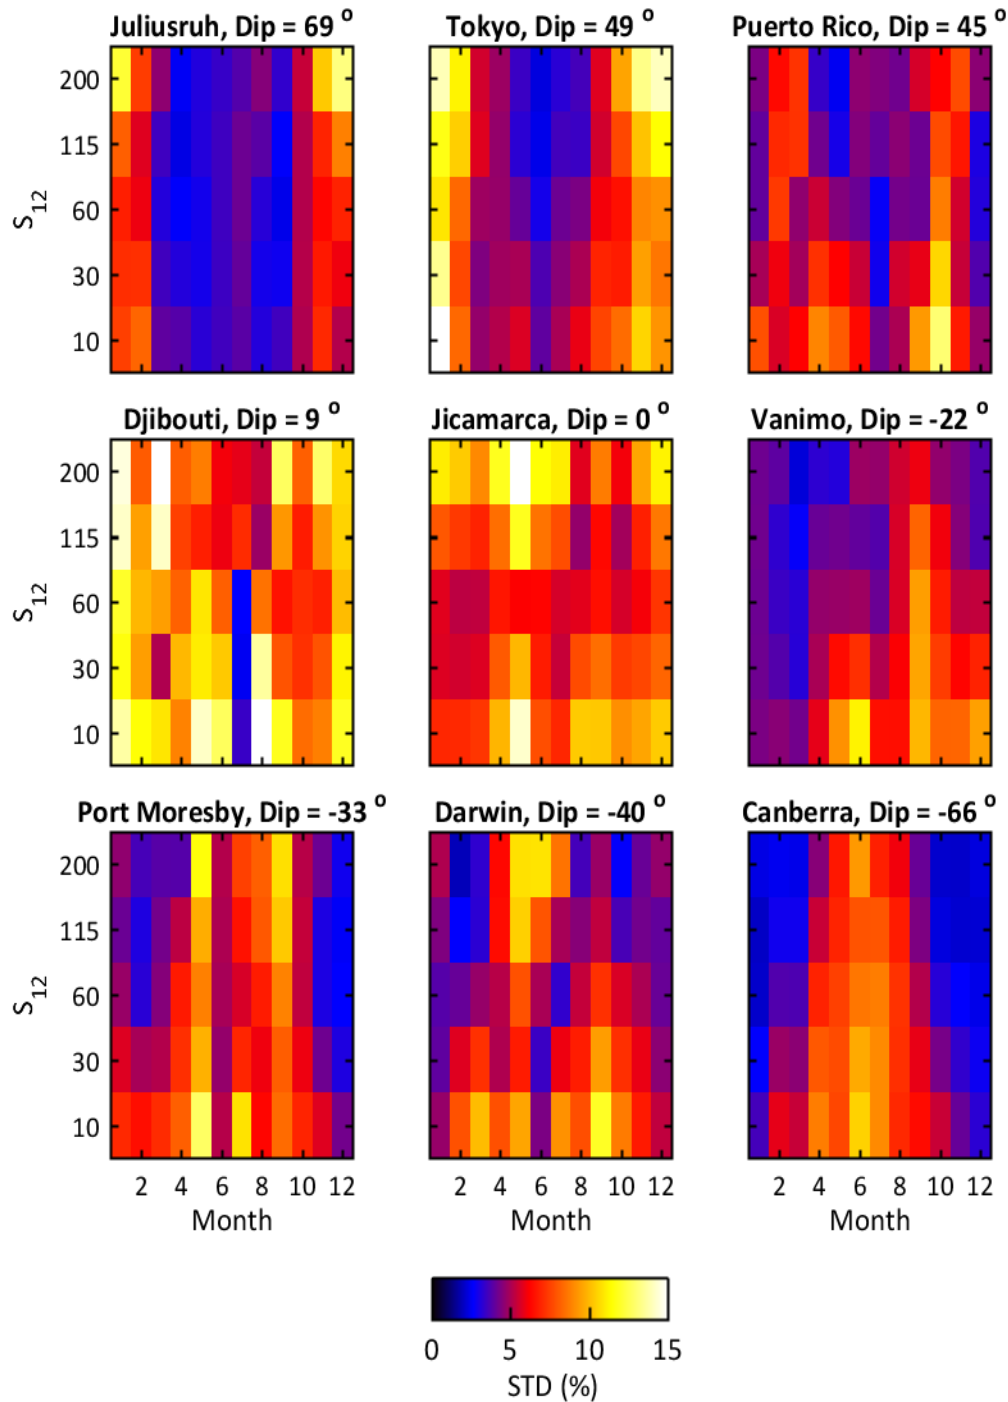 Juliusruh, Dip = 69 °
Tokyo, Dip = 49 °
Puerto Rico, Dip = 45 °
200
115
60
30
10
S12
Djibouti, Dip = 9 °
Jicamarca, Dip = 0 °
Vanimo, Dip = -22 °
200
115
60
30
10
S12
Port Moresby, Dip = -33 °
Darwin, Dip = -40 °
Canberra, Dip = -66 °
200
115
60
30
10
S12
2 4 6 8 10 12
2 4 6 8 10 12
2 4 6 8 10 12
Month
Month
Month
0 5 10 15
STD (%)